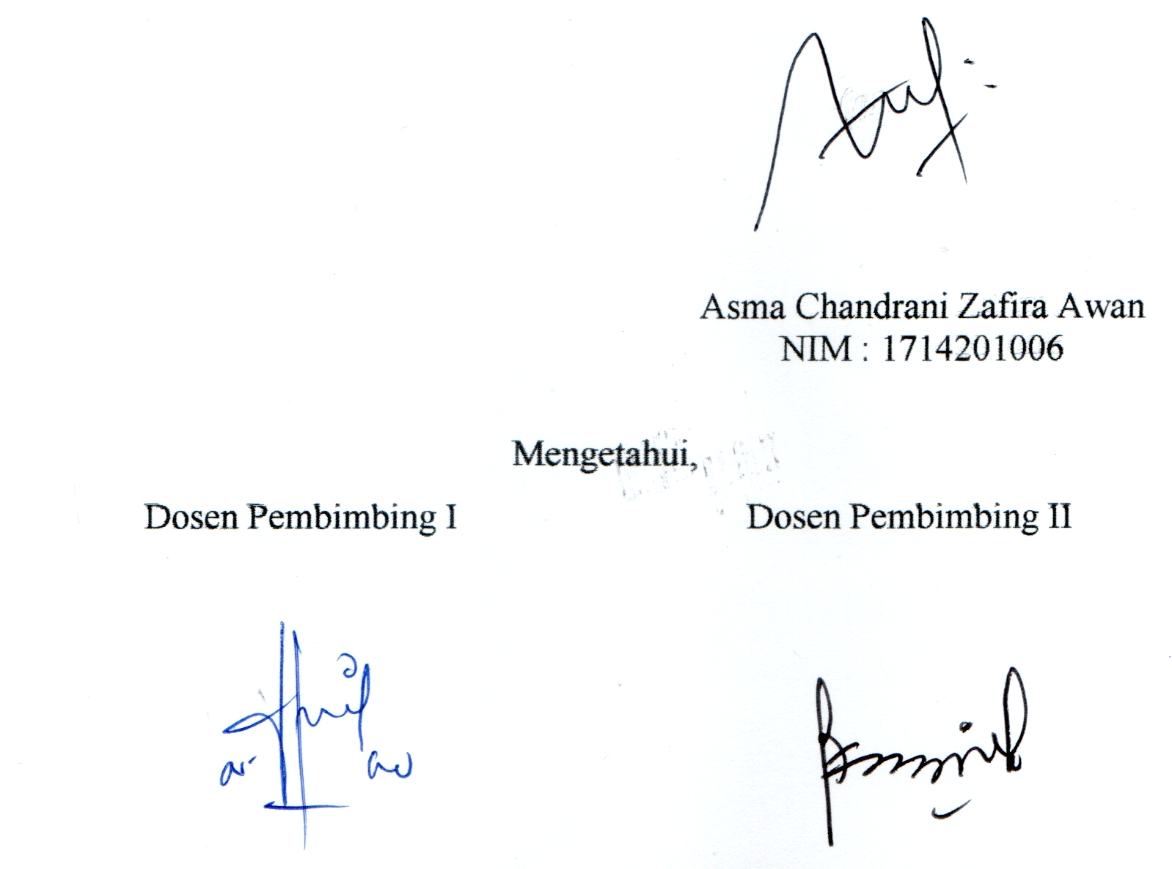 Asma Chandrani Zafira Awan
NIM : 1714201006
Mengetahui,
Dosen Pembimbing I
Dosen Pembimbing II